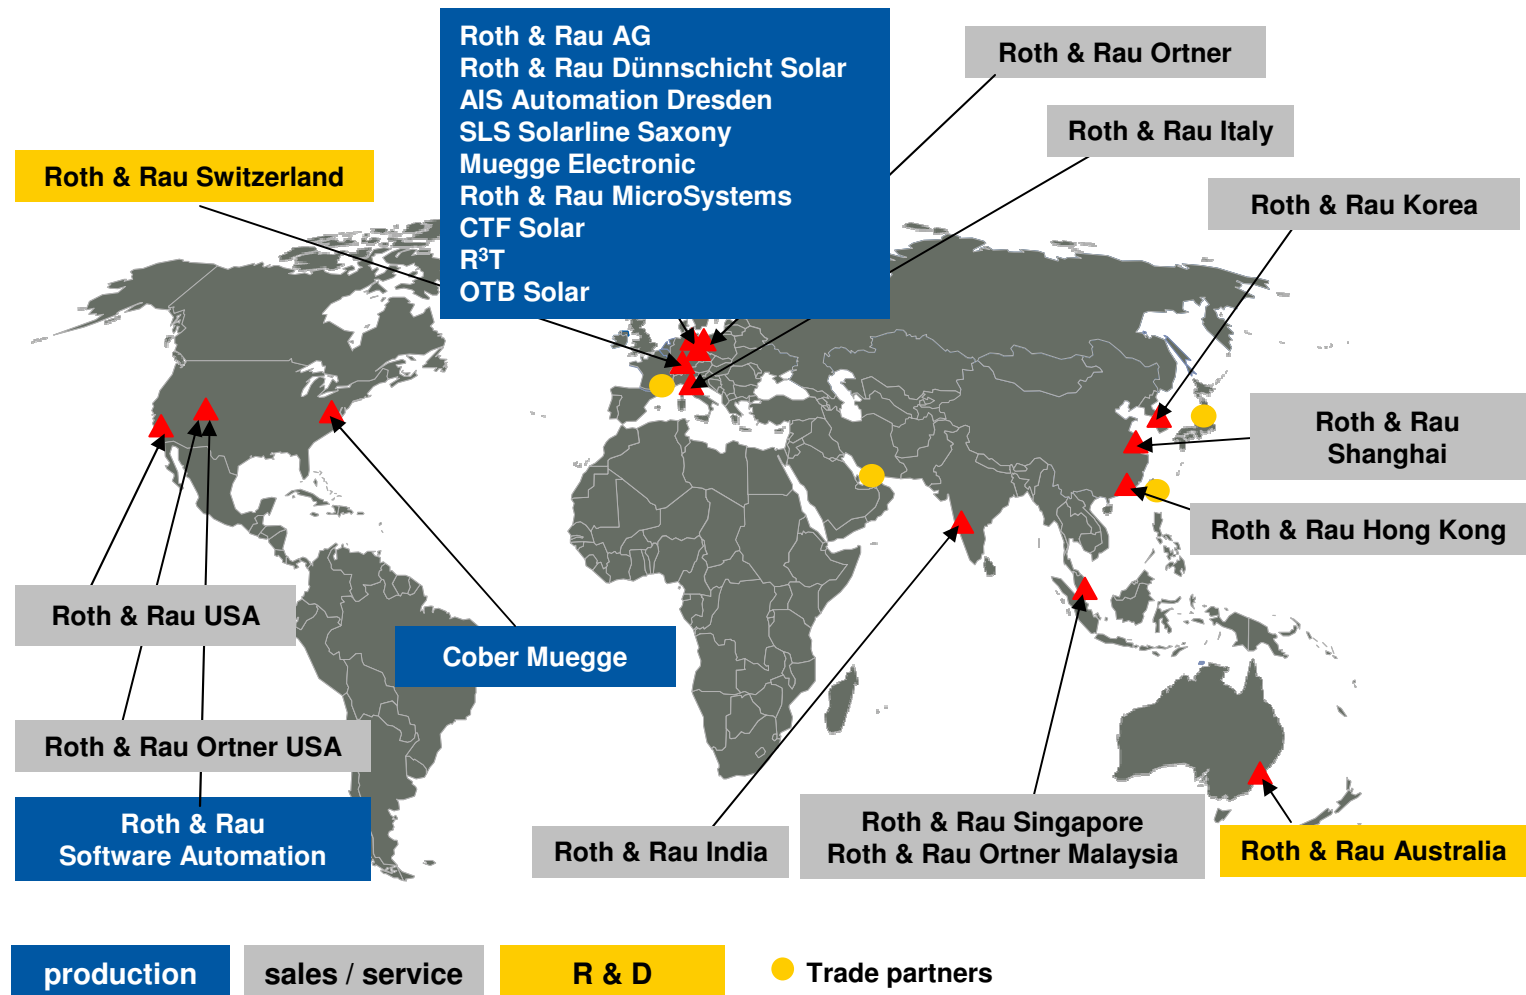 Roth & Rau AG
Roth & Rau Dünnschicht Solar
AIS Automation Dresden
SLS Solarline Saxony
Muegge Electronic
Roth & Rau MicroSystems
CTF Solar
R³T
OTB Solar
Roth & Rau Ortner
Roth & Rau Italy
Roth & Rau Switzerland
Roth & Rau Korea
Roth & Rau
Shanghai
Roth & Rau Hong Kong
Roth & Rau USA
Cober Muegge
Roth & Rau Ortner USA
Roth & Rau
Software Automation
Roth & Rau India
Roth & Rau Singapore
Roth & Rau Ortner Malaysia
Roth & Rau Australia
production
sales / service
R & D
Trade partners